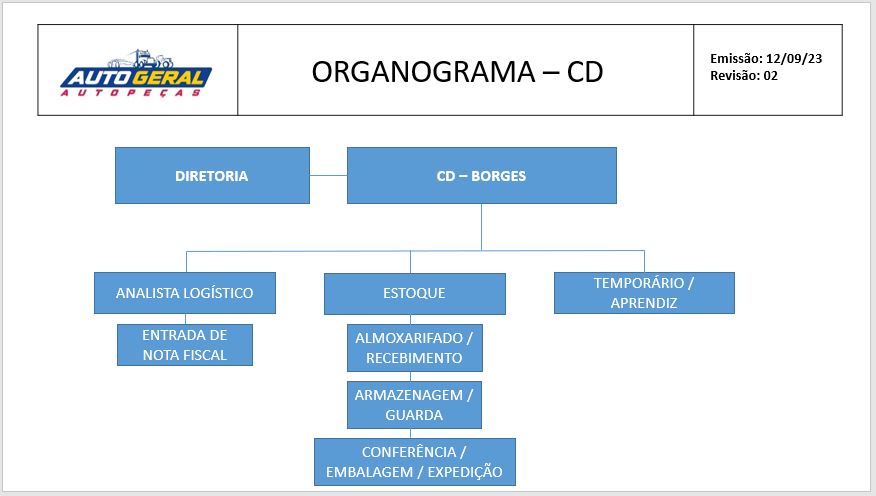 AUTO GERAL
AUTOPEÇAS
ORGANOGRAMA – CD
Emissão: 12/09/23
Revisão: 02
DIRETORIA
CD – BORGES
ANALISTA LOGÍSTICO
ESTOQUE
TEMPORÁRIO /
APRENDIZ
ENTRADA DE
NOTA FISCAL
ALMOXARIFADO /
RECEBIMENTO
ARMAZENAGEM /
GUARDA
CONFERÊNCIA /
EMBALAGEM / EXPEDIÇÃO